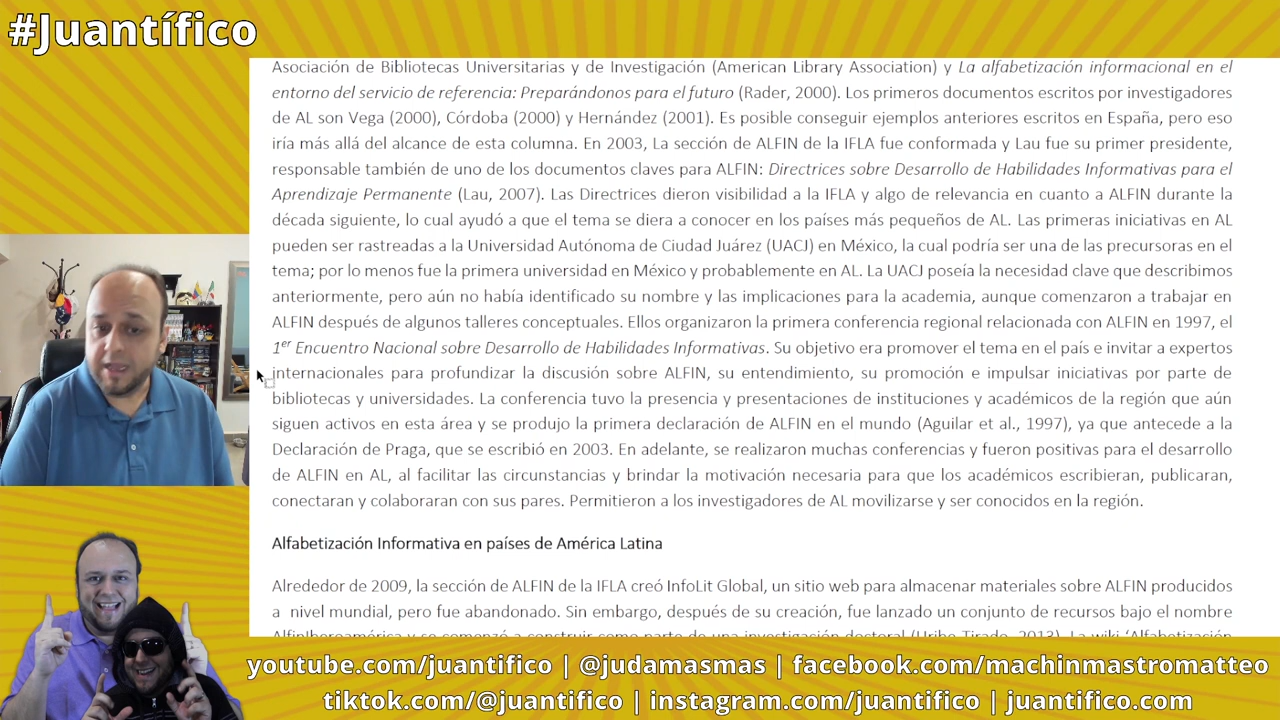 #Juantífico
Asociación de Bibliotecas Universitarias y de Investigación (American Library Association) y La alfabetización informacional en el
entorno del servicio de referencia: Preparándonos para el futuro (Rader, 2000). Los primeros documentos escritos por investigadores
de AL son Vega (2000), Córdoba (2000) y Hernández (2001). Es posible conseguir ejemplos anteriores escritos en España, pero eso
iría más allá del alcance de esta columna. En 2003, La sección de ALFIN de la IFLA fue conformada y Lau fue su primer presidente,
responsable también de uno de los documentos claves para ALFIN: Directrices sobre Desarrollo de Habilidades Informativas para el
Aprendizaje Permanente (Lau, 2007). Las Directrices dieron visibilidad a la IFLA y algo de relevancia en cuanto a ALFIN durante la
década siguiente, lo cual ayudó a que el tema se diera a conocer en los países más pequeños de AL. Las primeras iniciativas en AL
pueden ser rastreadas a la Universidad Autónoma de Ciudad Juárez (UACJ) en México, la cual podría ser una de las precursoras en el
tema; por lo menos fue la primera universidad en México y probablemente en AL. La UACJ poseía la necesidad clave que describimos
anteriormente, pero aún no había identificado su nombre y las implicaciones para la academia, aunque comenzaron a trabajar en
ALFIN después de algunos talleres conceptuales. Ellos organizaron la primera conferencia regional relacionada con ALFIN en 1997, el
1er Encuentro Nacional sobre Desarrollo de Habilidades Informativas. Su objetivo era promover el tema en el país e invitar a expertos
internacionales para profundizar la discusión sobre ALFIN, su entendimiento, su promoción e impulsar iniciativas por parte de
bibliotecas y universidades. La conferencia tuvo la presencia y presentaciones de instituciones y académicos de la región que aún
siguen activos en esta área y se produjo la primera declaración de ALFIN en el mundo (Aguilar et al., 1997), ya que antecede a la
Declaración de Praga, que se escribió en 2003. En adelante, se realizaron muchas conferencias y fueron positivas para el desarrollo
de ALFIN en AL, al facilitar las circunstancias y brindar la motivación necesaria para que los académicos escribieran, publicaran,
conectaran y colaboraran con sus pares. Permitieron a los investigadores de AL movilizarse y ser conocidos en la región.
Alfabetización Informativa en países de América Latina
Alrededor de 2009, la sección de ALFIN de la IFLA creó InfoLit Global, un sitio web para almacenar materiales sobre ALFIN producidos
a nivel mundial, pero fue abandonado. Sin embargo, después de su creación, fue lanzado un conjunto de recursos bajo el nombre
AlfinIberoamérica y se comenzó a construir como parte de una investigación doctoral (Uribe-Tirado, 2013). La wiki ‘Alfabetización
youtube.com/juantifico | @judamasmas | facebook.com/machinmastromatteo
tiktok.com/@juantifico | instagram.com/juantifico | juantifico.com